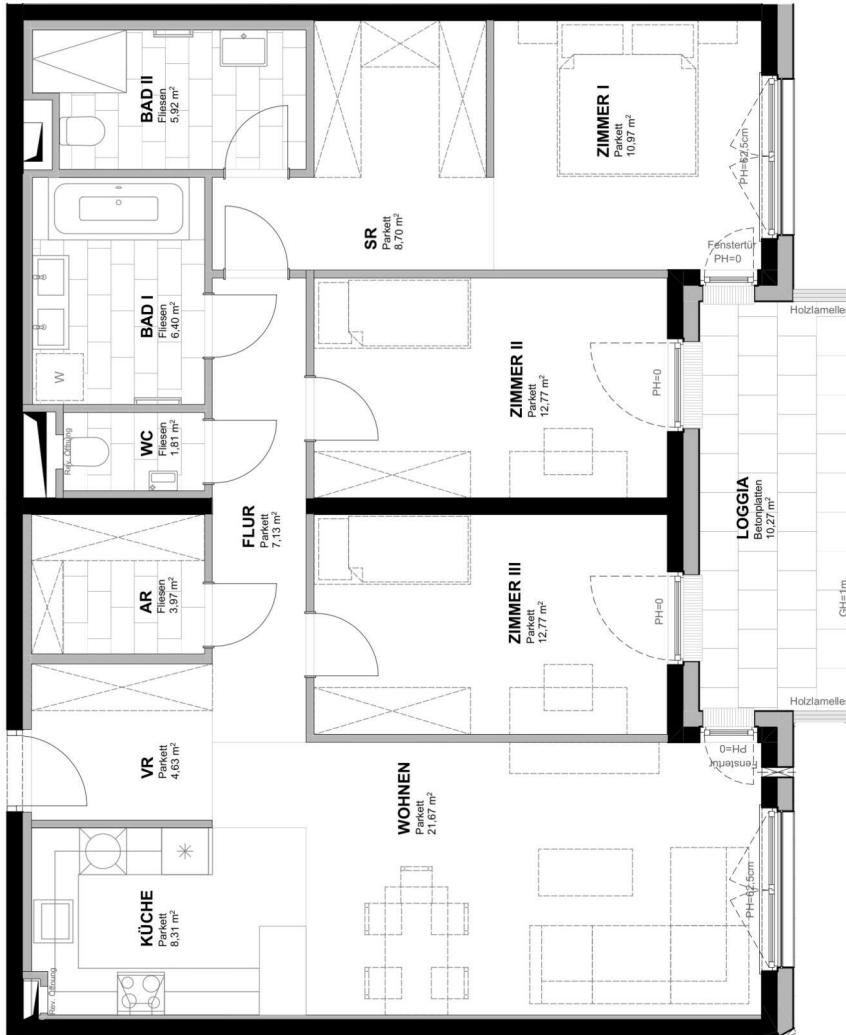 BAD II
Fliesen
5,92 m²
BAD I
Fliesen
6,40 m²
W
WC
Fliesen
1,81 m²
Rev. Öffnung
AR
Fliesen
3,97 m²
VR
Parkett
4,63 m²
KÜCHE
Parkett
8,31 m²
Rev. Öffnung
FLUR
Parkett
7,13 m²
SR
Parkett
8,70 m²
ZIMMER I
Parkett
10,97 m²
PH=62,5cm
Fenstertür
PH=0
ZIMMER II
Parkett
12,77 m²
PH=0
ZIMMER III
Parkett
12,77 m²
PH=0
WOHNEN
Parkett
21,67 m²
PH=62,5cm
Fenstertür
PH=0
LOGGIA
Betonplatten
10,27 m²
Holzlamellen
GH=1m
Holzlamellen